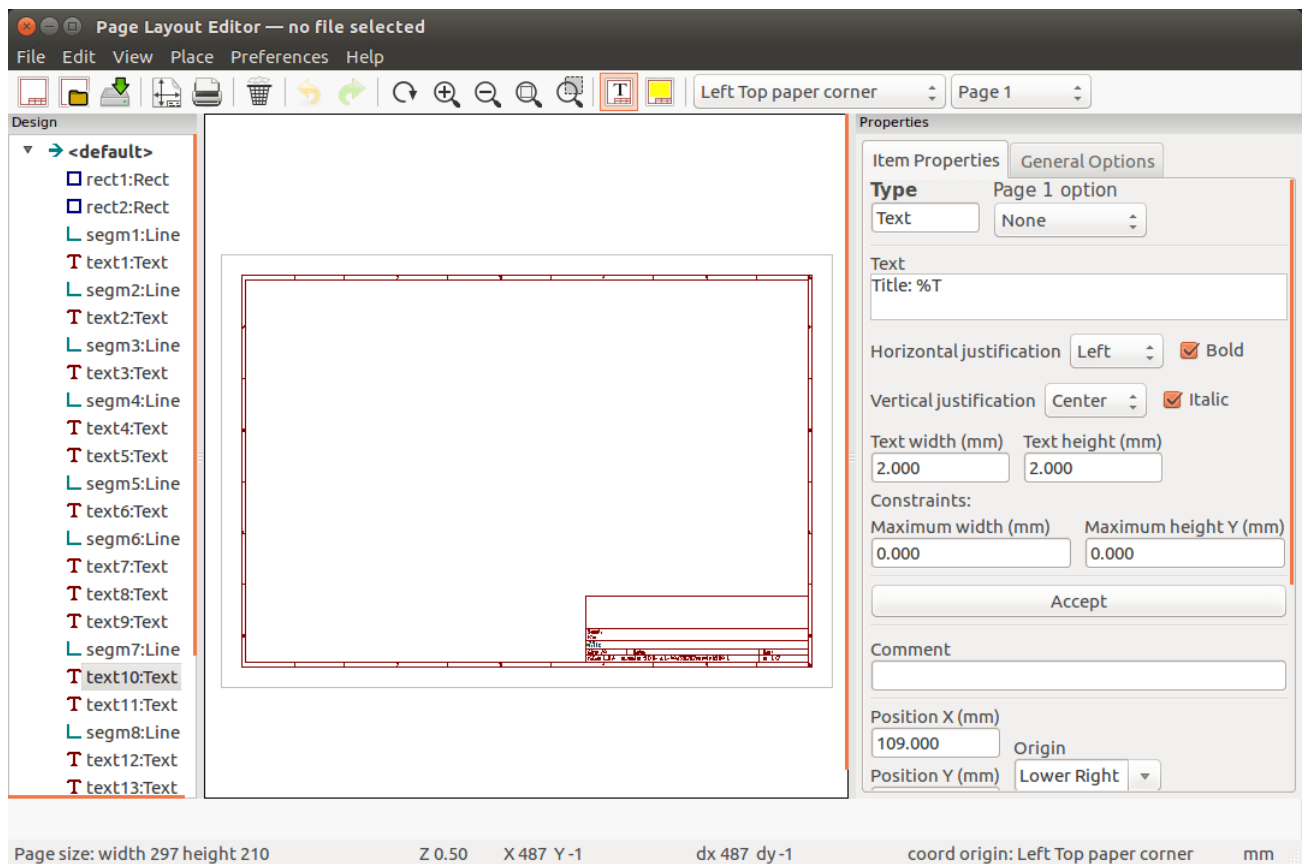 Page Layout Editor — no file selected
File Edit View Place Preferences Help
Left Top paper corner Page 1
Design
Properties
<default>
rect1:Rect
rect2:Rect
segm1:Line
text1:Text
segm2:Line
text2:Text
segm3:Line
text3:Text
segm4:Line
text4:Text
text5:Text
segm5:Line
text6:Text
segm6:Line
text7:Text
text8:Text
text9:Text
segm7:Line
text10:Text
text11:Text
segm8:Line
text12:Text
text13:Text
Item Properties General Options
Type Page 1 option
Text None
Text
Title: %T
Horizontal justification Left Bold
Vertical justification Center Italic
Text width (mm) Text height (mm)
2.000 2.000
Constraints:
Maximum width (mm) Maximum height Y (mm)
0.000 0.000
Accept
Comment
Position X (mm)
109.000 Origin
Position Y (mm) Lower Right
Page size: width 297 height 210 Z 0.50 X 487 Y -1 dx 487 dy -1 coord origin: Left Top paper corner mm